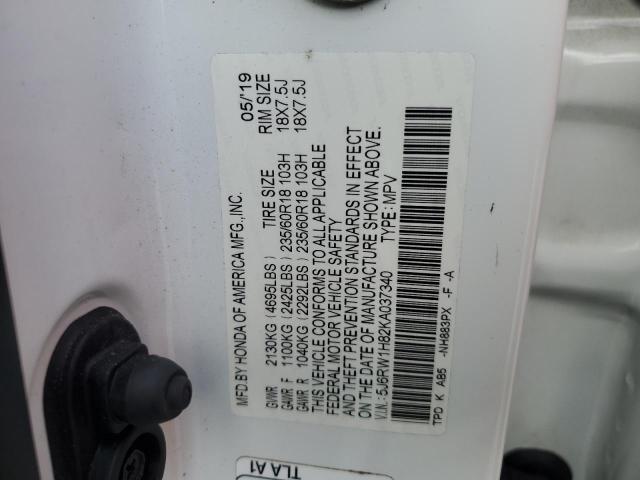 MFD.BY HONDA OF AMERICA MFG.,INC. 05/'19
TIRE SIZE RIM SIZE
GVWR 2130KG(4695LBS)
GAWR F 1100KG(2425LBS) 235/60R18 103H 18X7.5J
GAWR R 1040KG(2292LBS) 235/60R18 103H 18X7.5J
THIS VEHICLE CONFORMS TO ALL APPLICABLE
FEDERAL MOTOR VEHICLE SAFETY
AND THEFT PREVENTION STANDARDS IN EFFECT
ON THE DATE OF MANUFACTURE SHOWN ABOVE.
V.I.N.: 5J6RW1H82KA037340 TYPE: MPV
TPD K AB5 -NH883PX -F -A
TLA A1